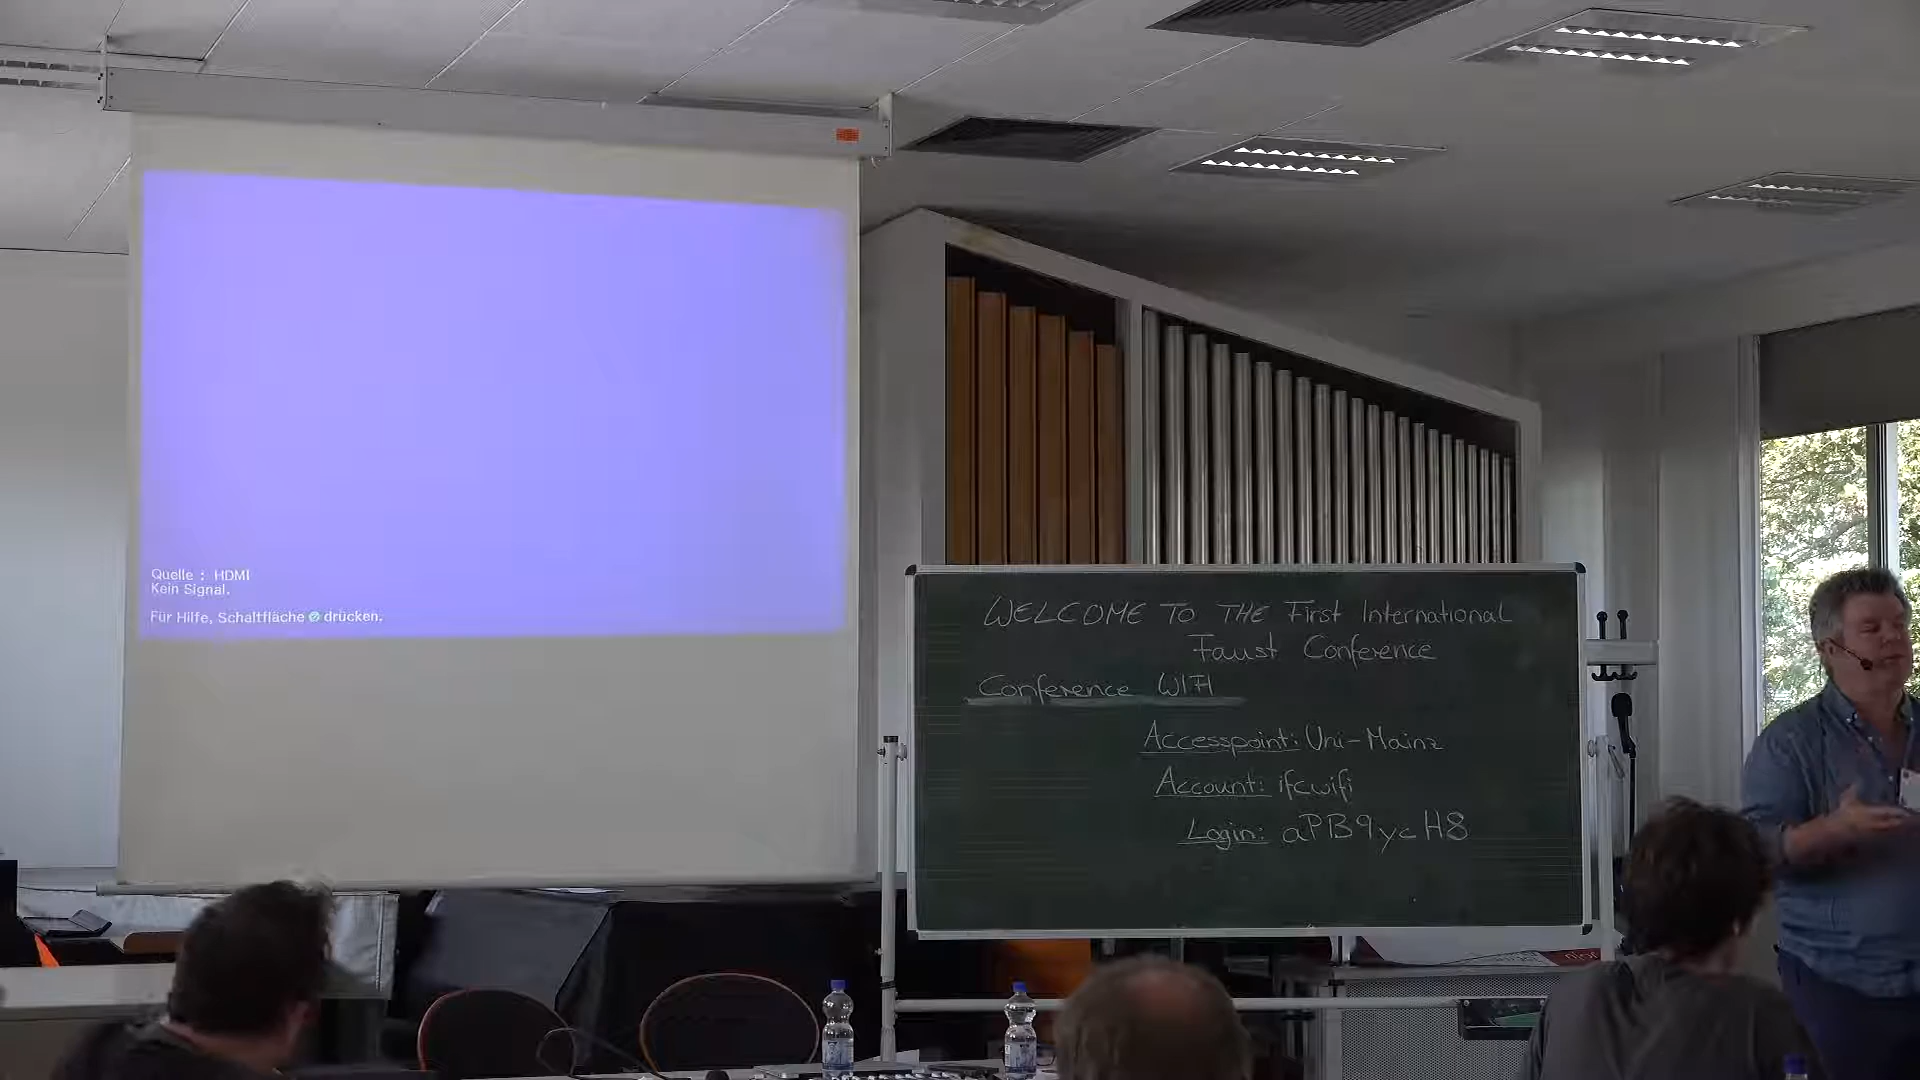 Quelle : HDMI
Kein Signal.
Für Hilfe, Schaltfläche drücken.
WELCOME TO THE First International
Faust Conference
Conference WIFI
Accesspoint: Uni-Mainz
Account: ifcwifi
Login: aPB9ycH8